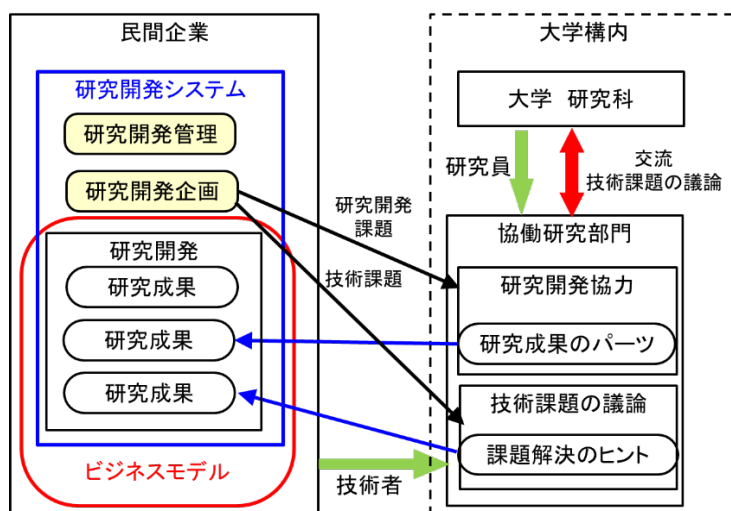 民間企業
研究開発システム
研究開発管理
研究開発企画
研究開発
研究成果
研究成果
研究成果
ビジネスモデル
研究開発
課題
技術課題
技術者
大学構内
大学 研究科
研究員
交流
技術課題の議論
協働研究部門
研究開発協力
研究成果のパーツ
技術課題の議論
課題解決のヒント